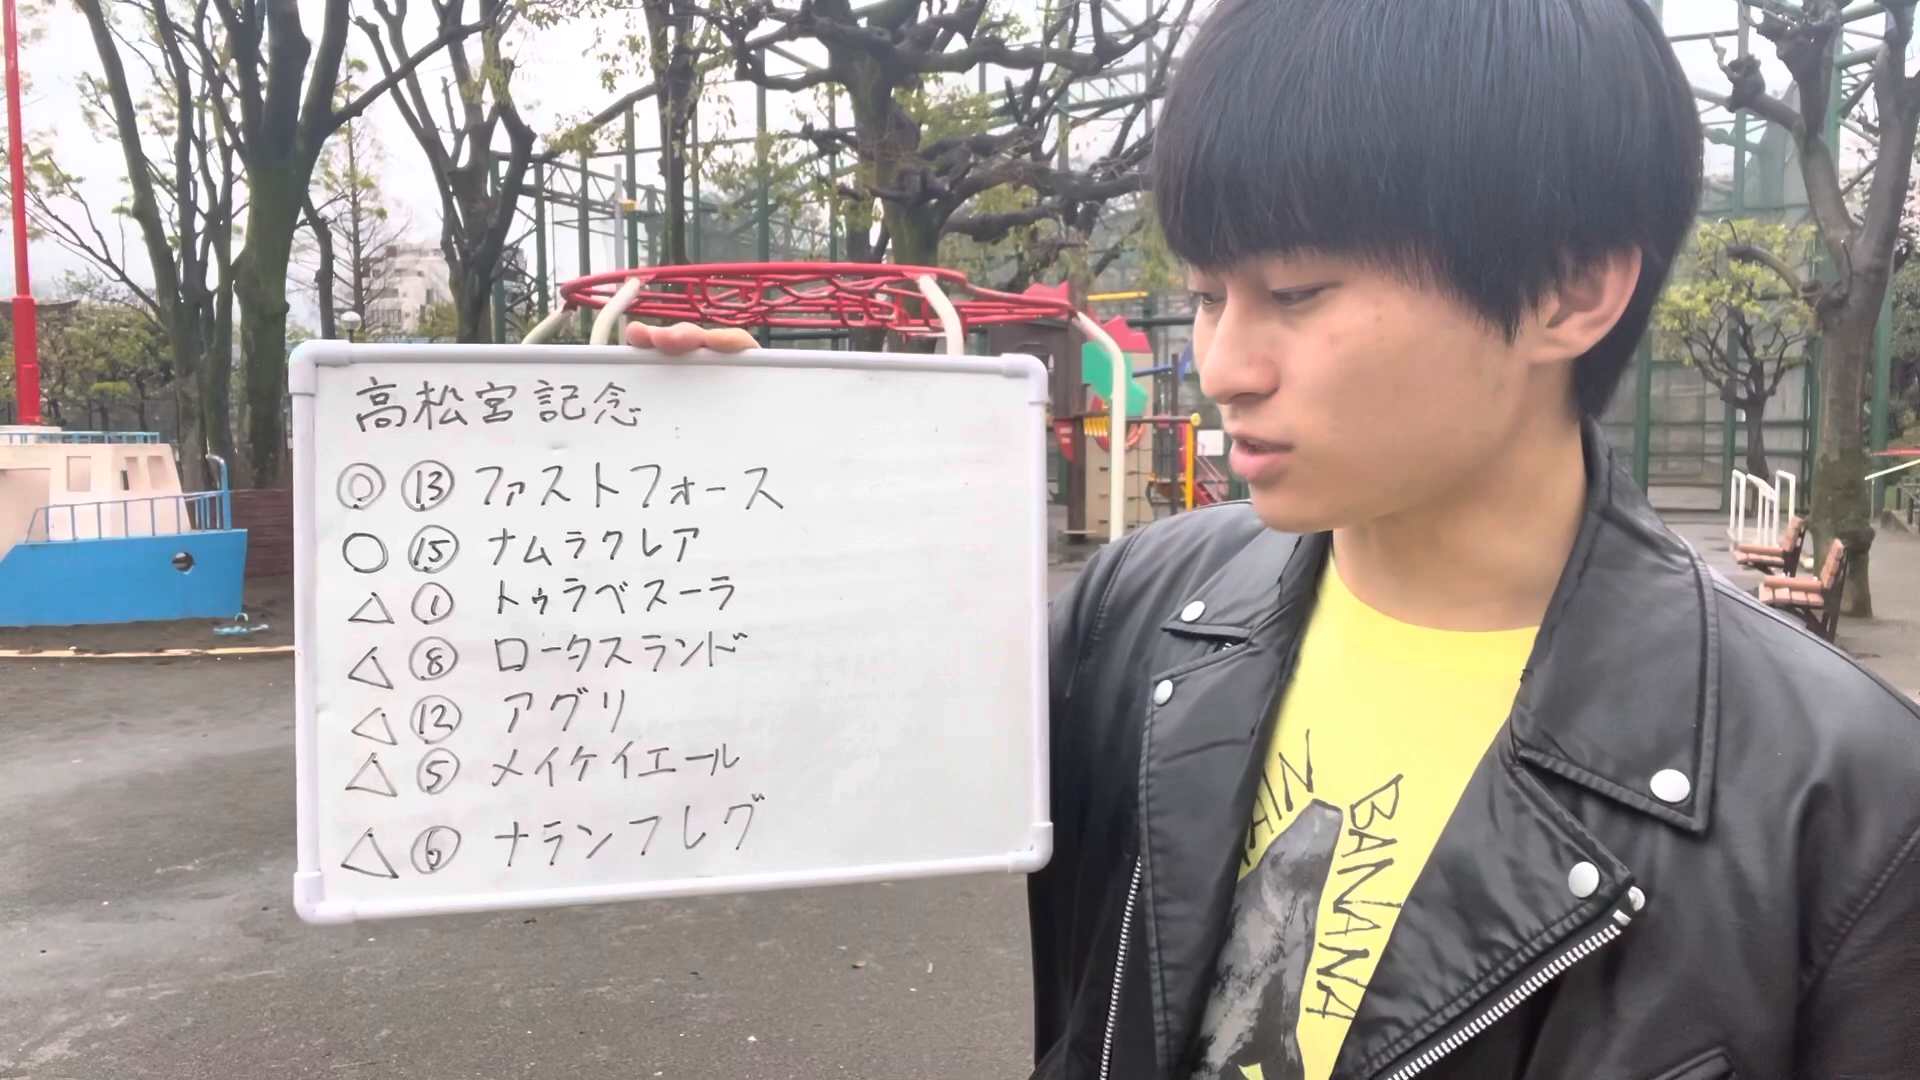 高松宮記念
◎ ⑬ ファストフォース
○ ⑮ ナムラクレア
△ ① トゥラベスーラ
△ ⑧ ロータスランド
△ ⑫ アグリ
△ ⑤ メイケイエール
△ ⑥ ナランフレグ
BANANA